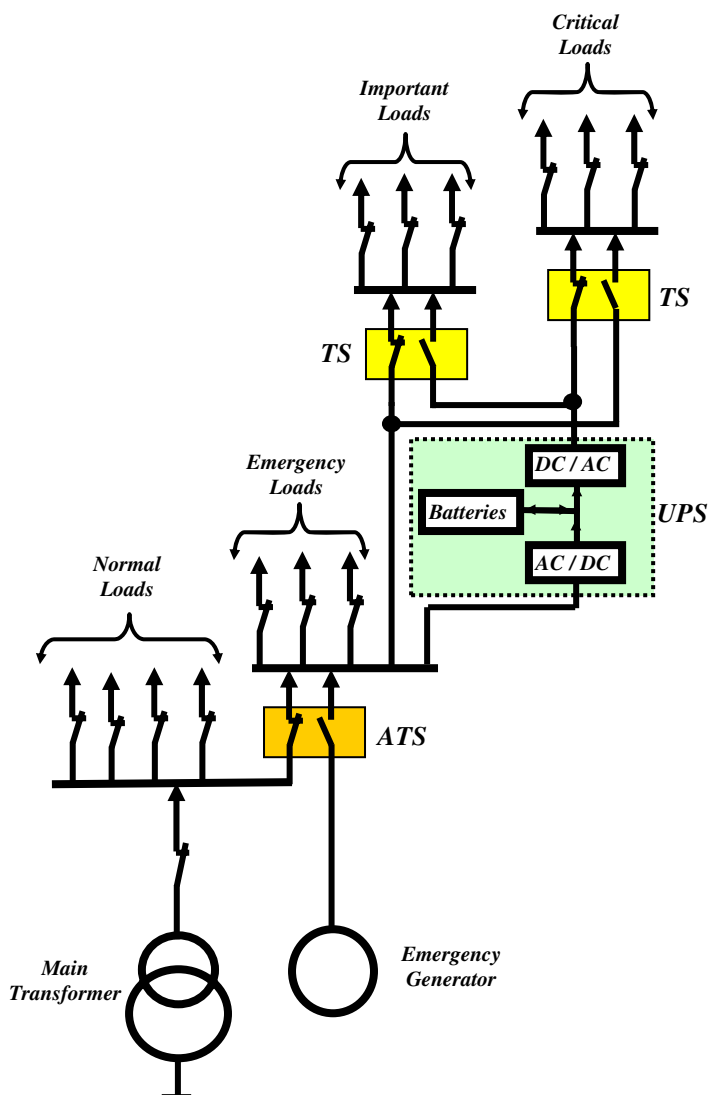 Critical
Loads
Important
Loads
TS
TS
Emergency
Loads
DC / AC
Batteries
UPS
AC / DC
Normal
Loads
ATS
Main
Transformer
Emergency
Generator